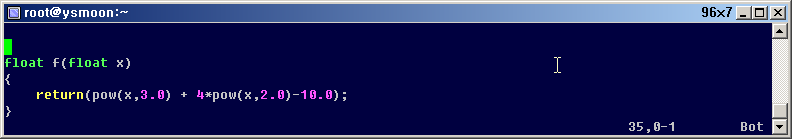 root@ysmoon:~ 96x7
float f(float x)
{
    return(pow(x,3.0) + 4*pow(x,2.0)-10.0);
}
35,0-1 Bot